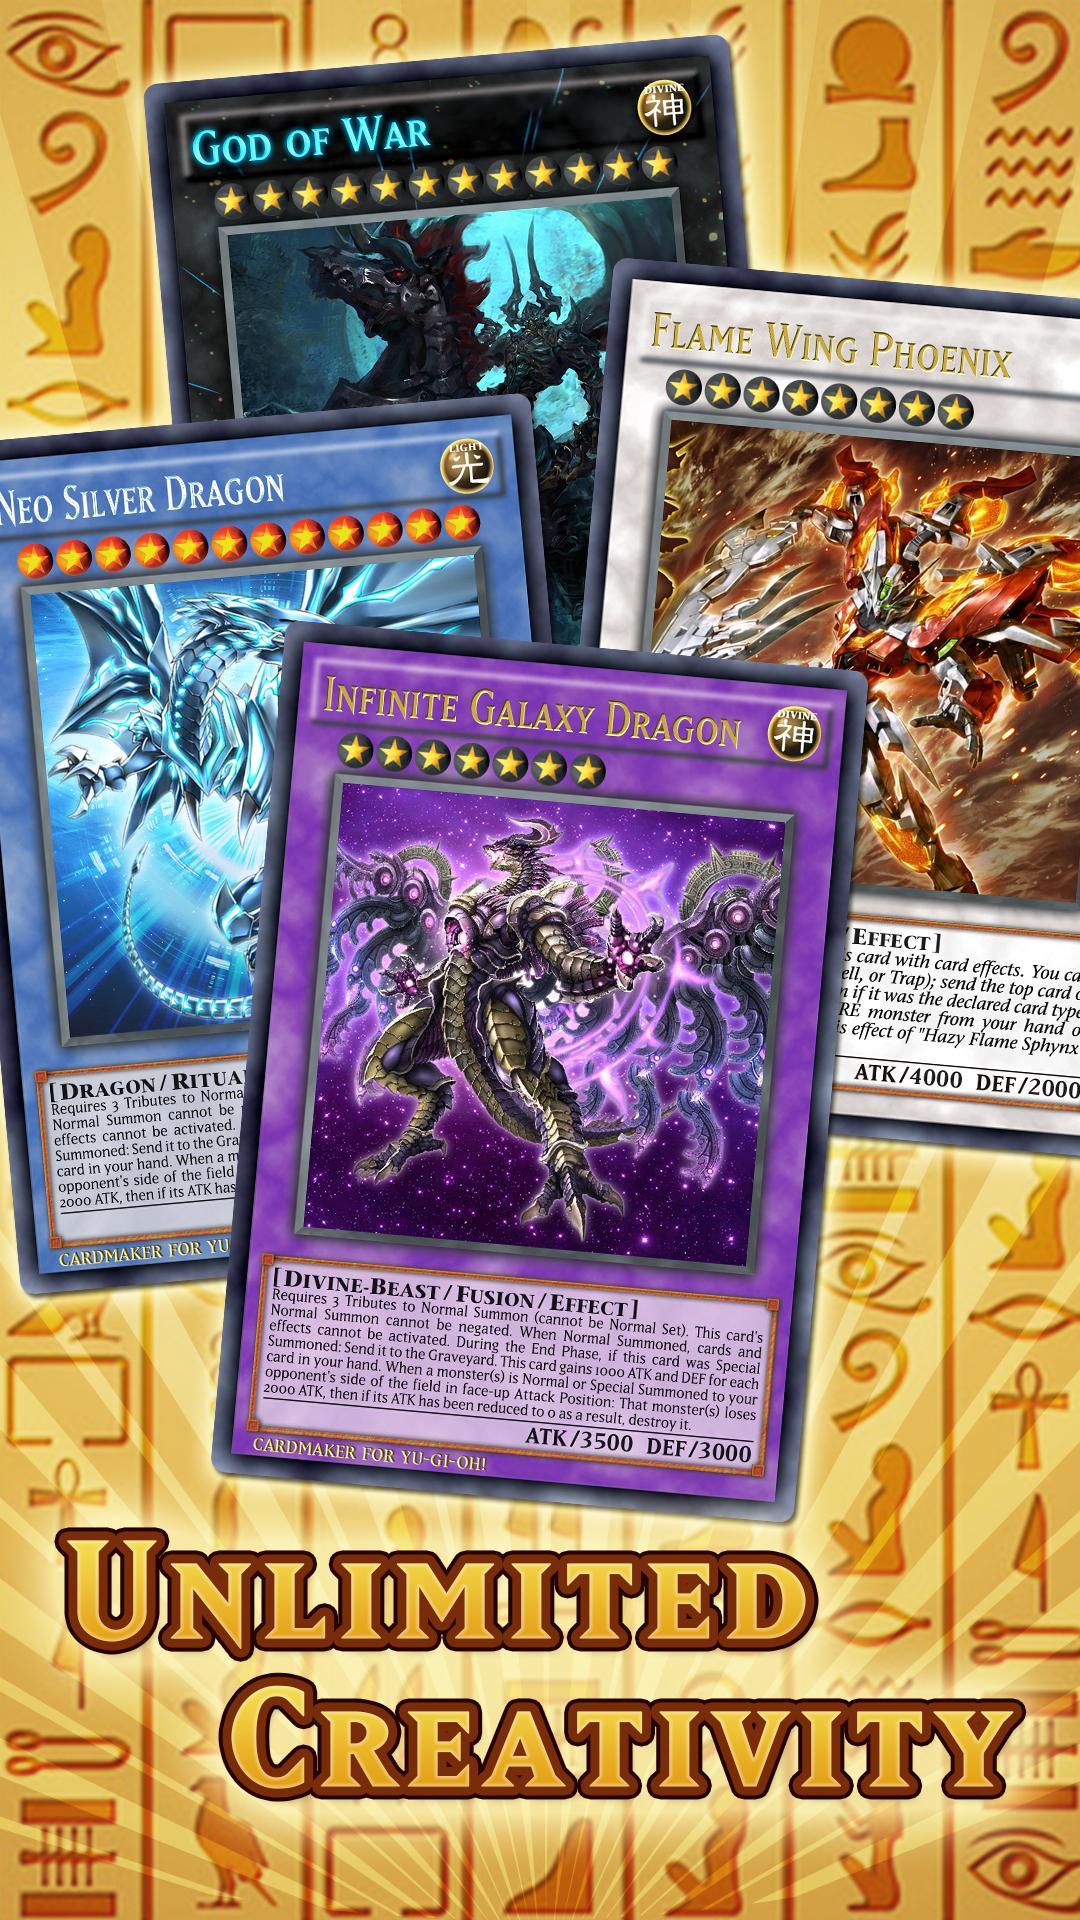 GOD OF WAR
DIVINE
神
FLAME WING PHOENIX
NEO SILVER DRAGON
LIGHT
光
INFINITE GALAXY DRAGON
DIVINE
神
/EFFECT]
s card with card effects. You ca
ell, or Trap); send the top card
if it was the declared card type
RE monster from your hand o
is effect of "Hazy Flame Sphynx
ATK/4000 DEF/2000
[DRAGON/RITUA
Requires 3 Tributes to Norma
Normal Summon cannot be
effects cannot be activated.
Summoned: Send it to the Gra
card in your hand. When a m
opponent's side of the field
2000 ATK, then if its ATK has
CARDMAKER FOR YU
[DIVINE-BEAST/FUSION/EFFECT]
Requires 3 Tributes to Normal Summon (cannot be Normal Set). This card's
Normal Summon cannot be negated. When Normal Summoned, cards and
effects cannot be activated. During the End Phase, if this card was Special
Summoned: Send it to the Graveyard. This card gains 1000 ATK and DEF for each
card in your hand. When a monster(s) is Normal or Special Summoned to your
opponent's side of the field in face-up Attack Position: That monster(s) loses
2000 ATK, then if its ATK has been reduced to 0 as a result, destroy it.
ATK/3500 DEF/3000
CARDMAKER FOR YU-GI-OH!
UNLIMITED
CREATIVITY